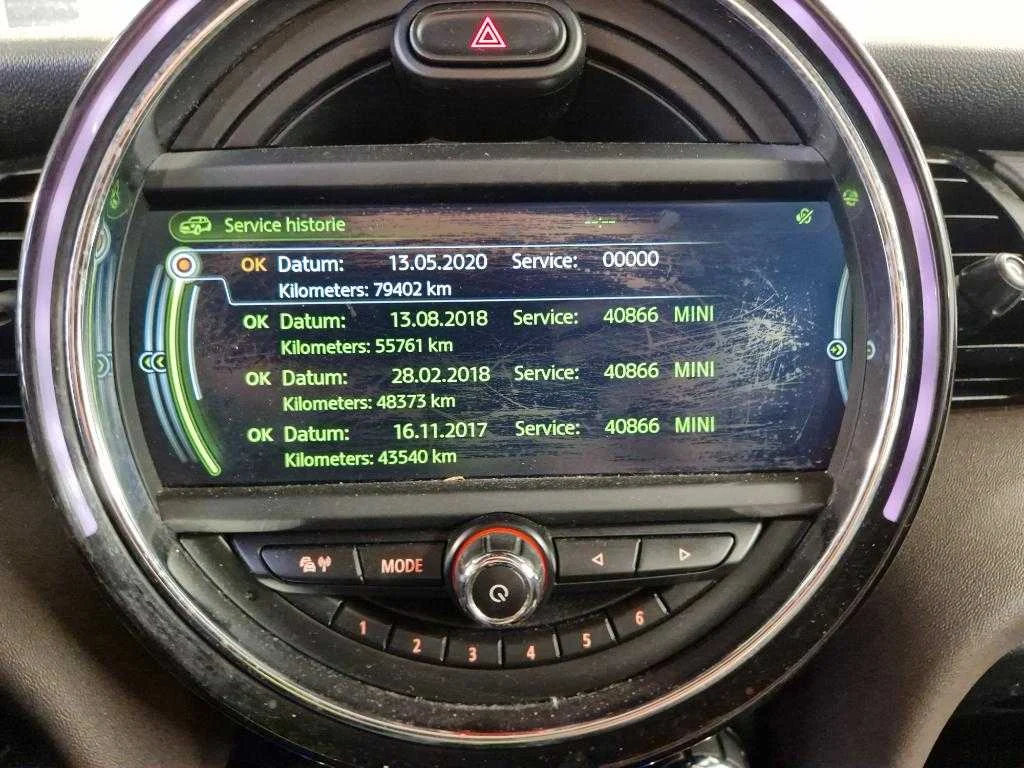 Service historie --:--
OK Datum: 13.05.2020 Service: 00000
Kilometers: 79402 km
OK Datum: 13.08.2018 Service: 40866 MINI
Kilometers: 55761 km
OK Datum: 28.02.2018 Service: 40866 MINI
Kilometers: 48373 km
OK Datum: 16.11.2017 Service: 40866 MINI
Kilometers: 43540 km
MODE
1 2 3 4 5 6